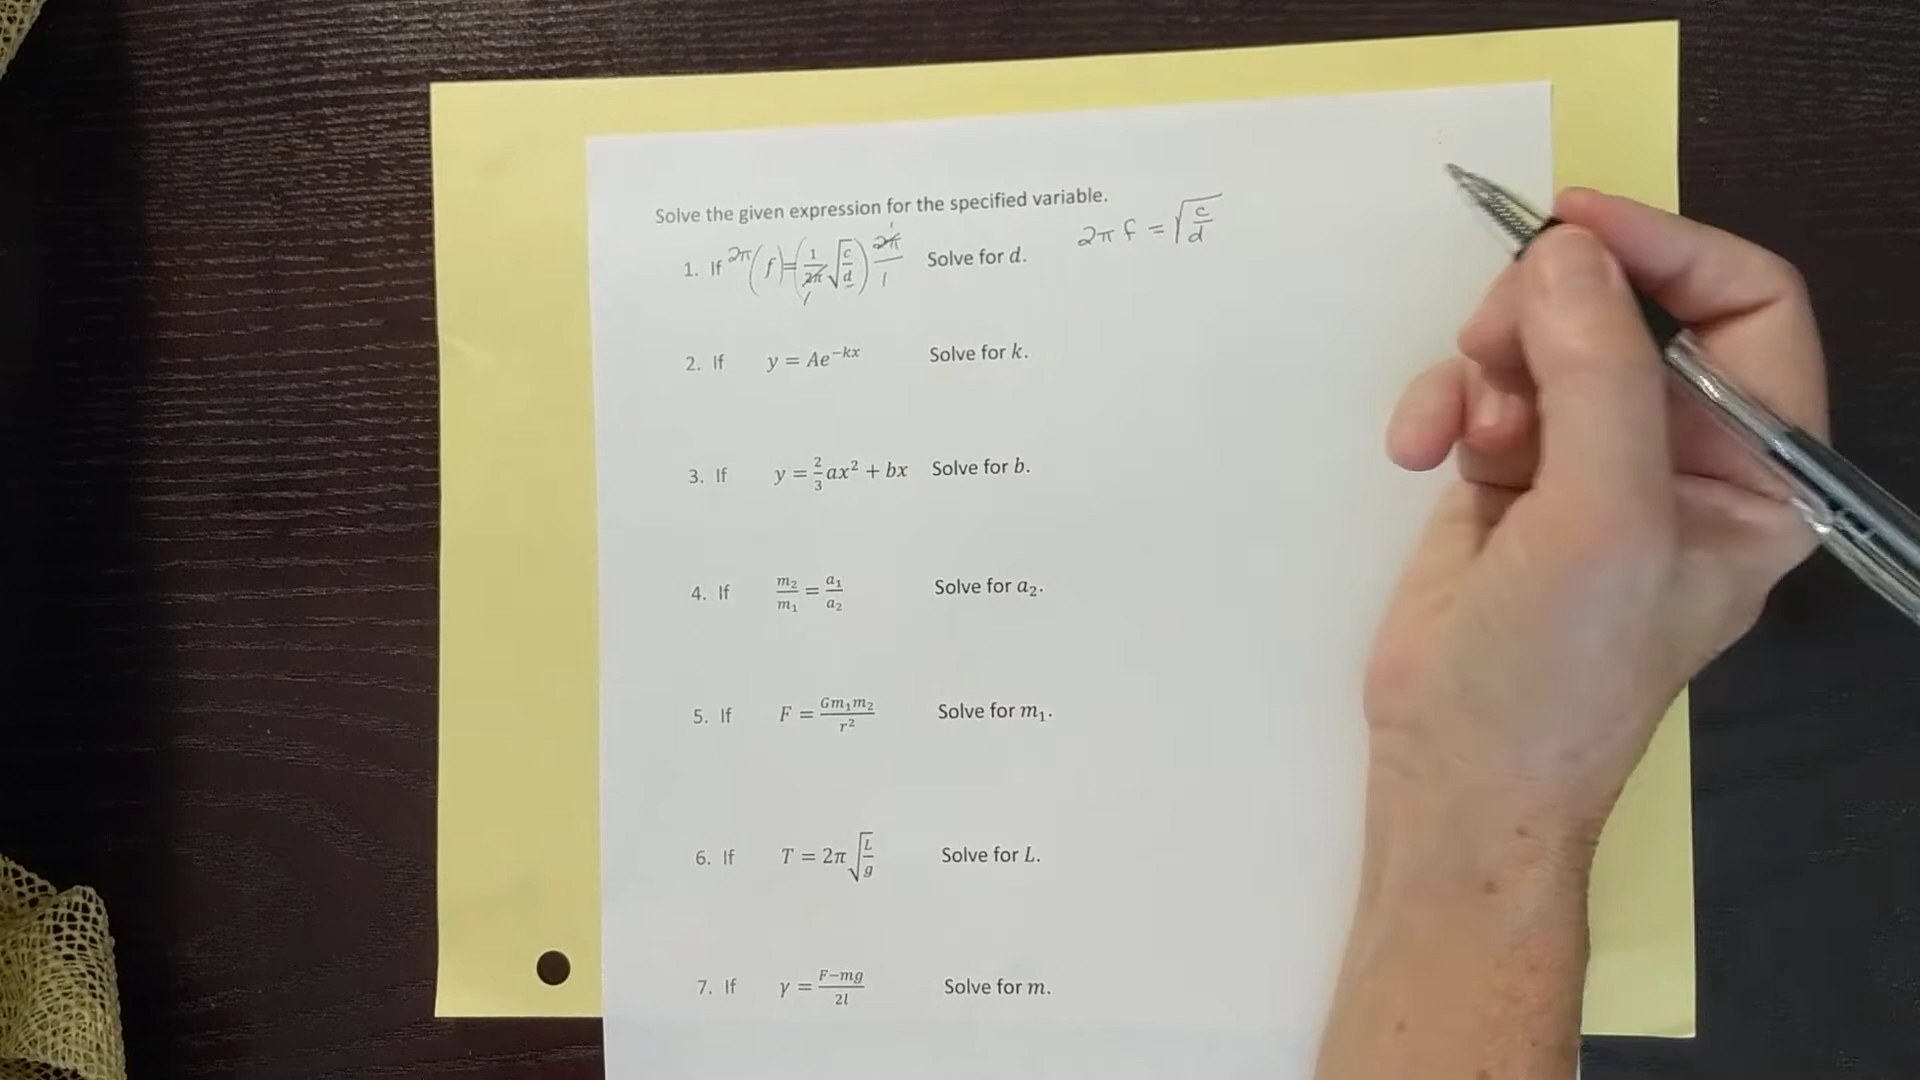 Solve the given expression for the specified variable.
1. If 2π(f)=(1/2π √(c/d)) 2π/1 Solve for d. 2π f = √(c/d)
2. If y = Ae^(−kx) Solve for k.
3. If y = 2/3 ax² + bx Solve for b.
4. If m₂/m₁ = a₁/a₂ Solve for a₂.
5. If F = Gm₁m₂/r² Solve for m₁.
6. If T = 2π√(L/g) Solve for L.
7. If γ = F−mg/2l Solve for m.